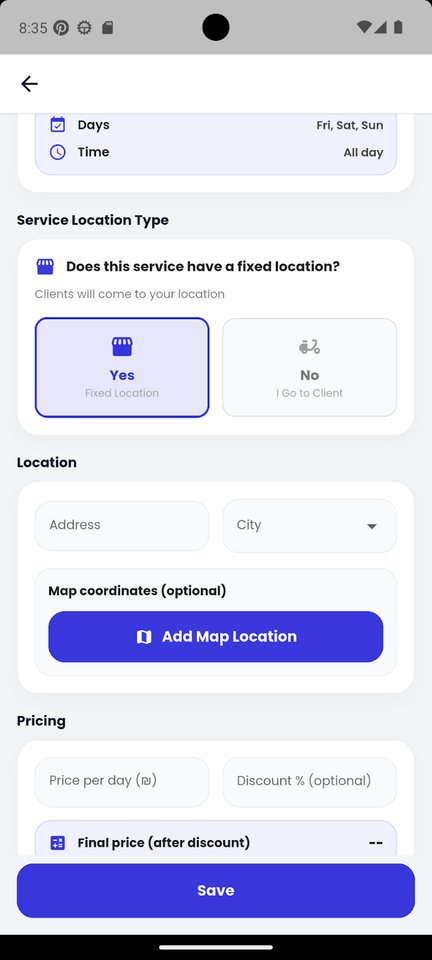 8:35
Days Fri, Sat, Sun
Time All day
Service Location Type
Does this service have a fixed location?
Clients will come to your location
Yes
Fixed Location
No
I Go to Client
Location
Address
City
Map coordinates (optional)
Add Map Location
Pricing
Price per day (₪)
Discount % (optional)
Final price (after discount) --
Save